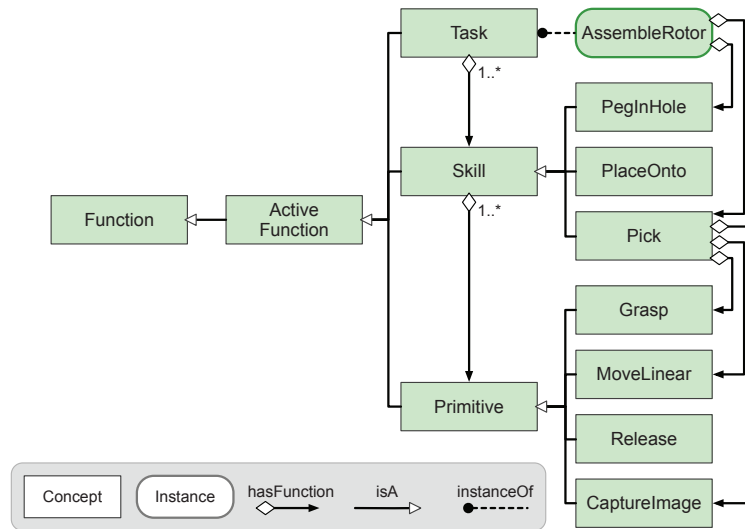 Task
AssembleRotor
1..*
PegInHole
Skill
PlaceOnto
1..*
Function
Active
Function
Pick
Grasp
MoveLinear
Primitive
Release
CaptureImage
Concept
Instance
hasFunction
isA
instanceOf